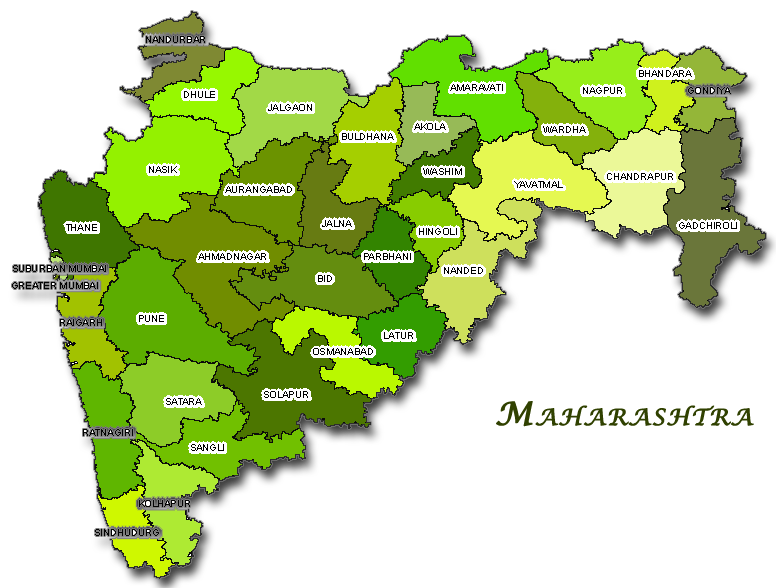 NANDURBAR
DHULE
JALGAON
BULDHANA
AKOLA
AMARAVATI
WARDHA
NAGPUR
BHANDARA
GONDIYA
NASIK
AURANGABAD
JALNA
WASHIM
YAVATMAL
CHANDRAPUR
GADCHIROLI
THANE
AHMADNAGAR
BID
PARBHANI
HINGOLI
NANDED
SUBURBAN MUMBAI
GREATER MUMBAI
RAIGARH
PUNE
OSMANABAD
LATUR
SATARA
SOLAPUR
RATNAGIRI
SANGLI
KOLHAPUR
SINDHUDURG
MAHARASHTRA